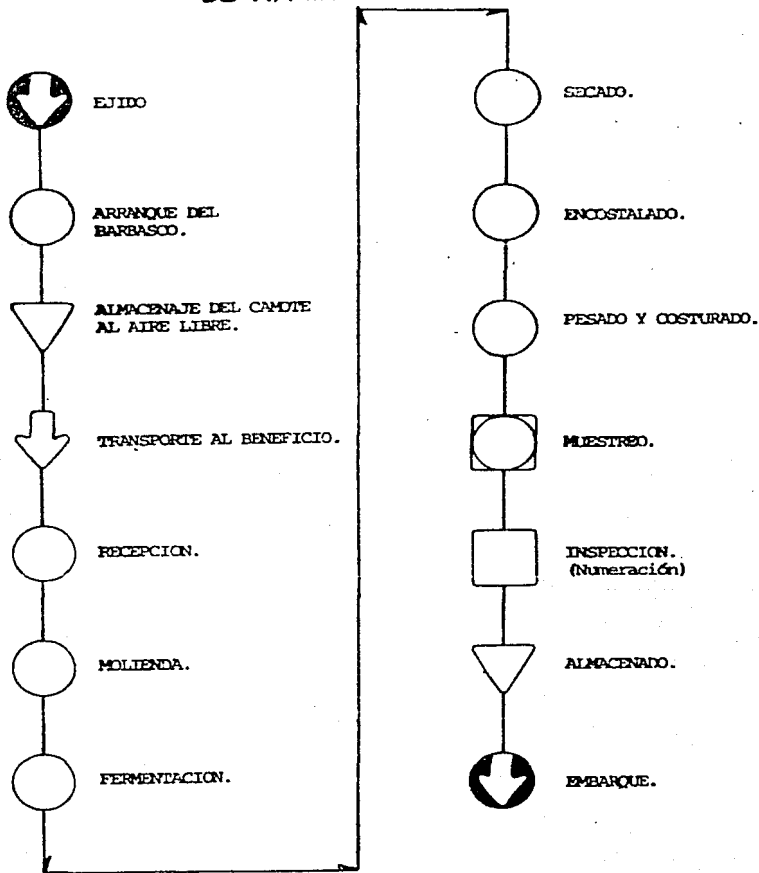 EJIDO
ARRANQUE DEL
BARBASCO.
ALMACENAJE DEL CAMOTE
AL AIRE LIBRE.
TRANSPORTE AL BENEFICIO.
RECEPCION.
MOLIENDA.
FERMENTACION.
SECADO.
ENCOSTALADO.
PESADO Y COSTURADO.
MUESTREO.
INSPECCION.
(Numeración)
ALMACENADO.
EMBARQUE.